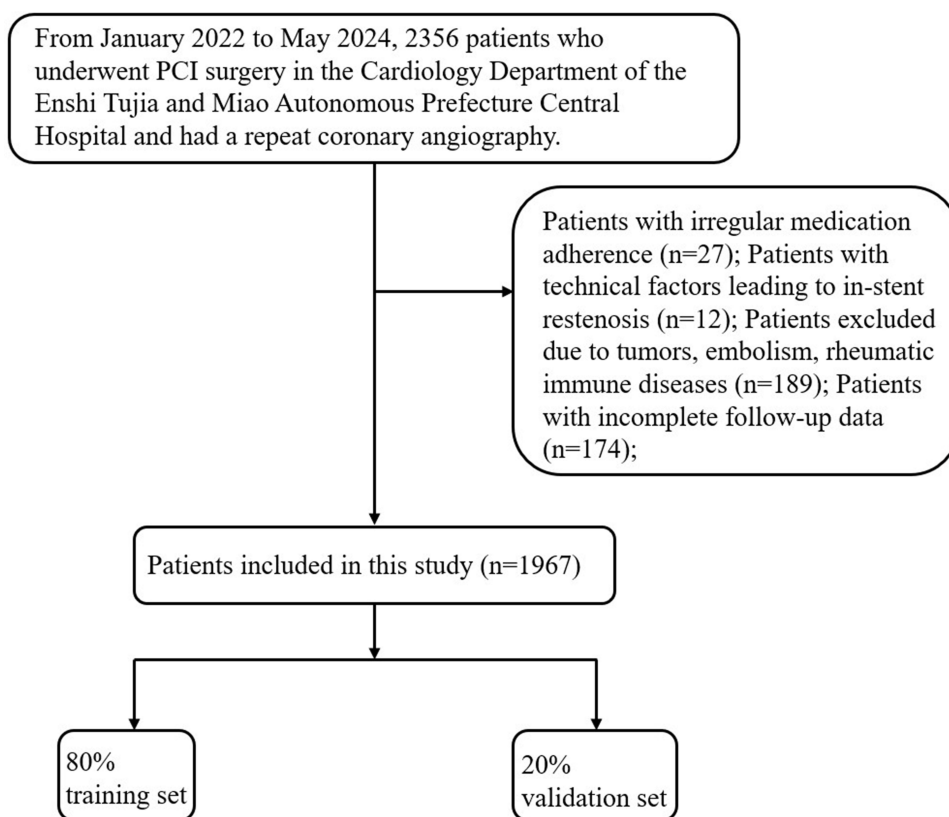 From January 2022 to May 2024, 2356 patients who
underwent PCI surgery in the Cardiology Department of the
Enshi Tujia and Miao Autonomous Prefecture Central
Hospital and had a repeat coronary angiography.
Patients with irregular medication
adherence (n=27); Patients with
technical factors leading to in-stent
restenosis (n=12); Patients excluded
due to tumors, embolism, rheumatic
immune diseases (n=189); Patients
with incomplete follow-up data
(n=174);
Patients included in this study (n=1967)
80%
training set
20%
validation set